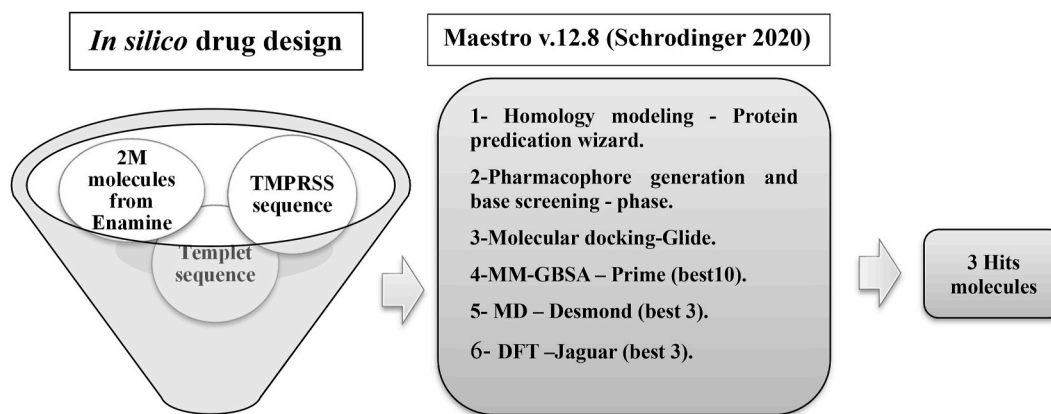 In silico drug design
Maestro v.12.8 (Schrodinger 2020)
2M
molecules
from
Enamine
TMPRSS
sequence
Templet
sequence
1- Homology modeling - Protein
predication wizard.
2-Pharmacophore generation and
base screening - phase.
3-Molecular docking-Glide.
4-MM-GBSA – Prime (best10).
5- MD – Desmond (best 3).
6- DFT –Jaguar (best 3).
3 Hits
molecules